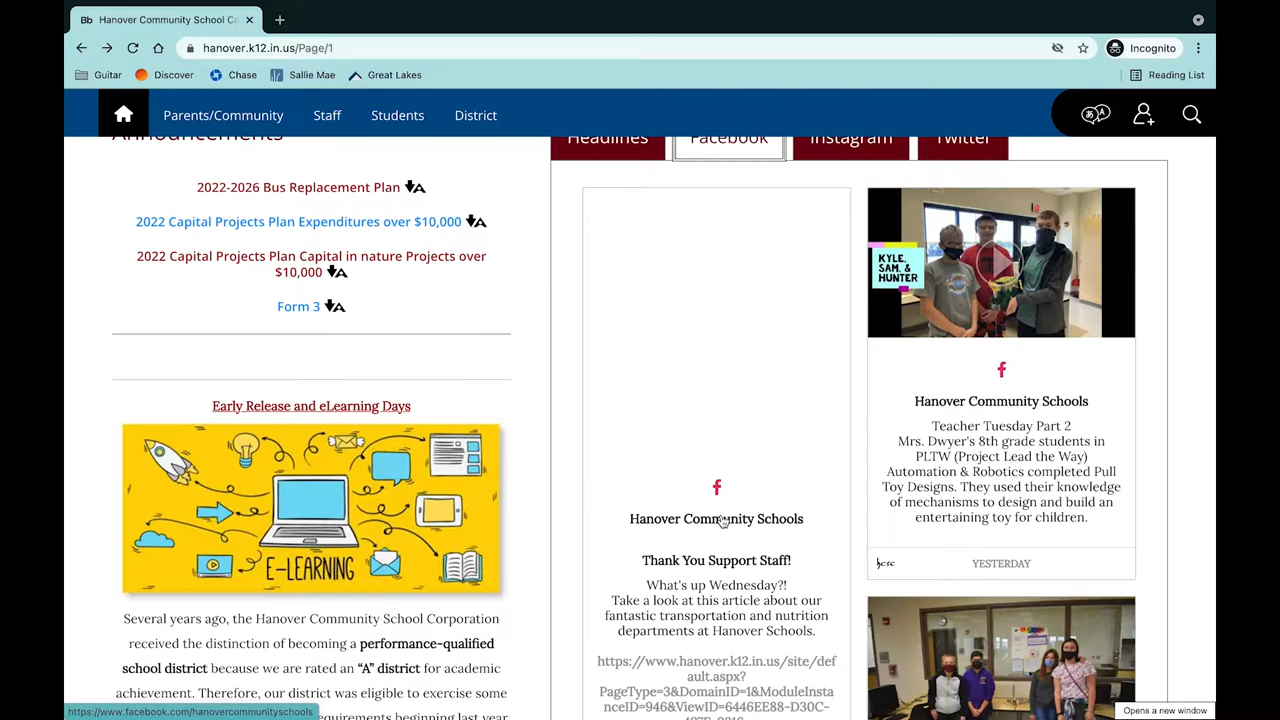 Bb Hanover Community School Co
hanover.k12.in.us/Page/1
Incognito
Guitar Discover Chase Sallie Mae Great Lakes Reading List
Parents/Community Staff Students District
Announcements
Headlines Facebook Instagram Twitter
2022-2026 Bus Replacement Plan
2022 Capital Projects Plan Expenditures over $10,000
2022 Capital Projects Plan Capital in nature Projects over
$10,000
Form 3
Early Release and eLearning Days
E-LEARNING
Several years ago, the Hanover Community School Corporation
received the distinction of becoming a performance-qualified
school district because we are rated an “A” district for academic
achievement. Therefore, our district was eligible to exercise some
requirements beginning last year
https://www.facebook.com/hanovercommunityschools
Hanover Community Schools
Thank You Support Staff!
What's up Wednesday?!
Take a look at this article about our
fantastic transportation and nutrition
departments at Hanover Schools.
https://www.hanover.k12.in.us/site/def
ault.aspx?
PageType=3&DomainID=1&ModuleInsta
nceID=946&ViewID=6446EE88-D30C-
KYLE,
SAM, &
HUNTER
Hanover Community Schools
Teacher Tuesday Part 2
Mrs. Dwyer's 8th grade students in
PLTW (Project Lead the Way)
Automation & Robotics completed Pull
Toy Designs. They used their knowledge
of mechanisms to design and build an
entertaining toy for children.
hcsc YESTERDAY
Opens a new window